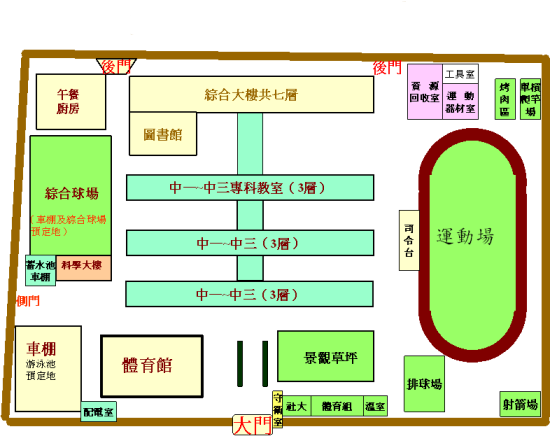 後門
後門
午餐
廚房
綜合大樓共七層
圖書館
資源
回收室
工具室
運動
器材室
烤
肉
區
單槓
爬竿
場
綜合球場
(車棚及綜合球場
預定地)
中一~中三專科教室(3層)
中一~中三(3層)
中一~中三(3層)
司
令
台
運動場
蓄水池
車棚
科學大樓
側門
車棚
游泳池
預定地
體育館
景觀草坪
排球場
射箭場
配電室
大門
守
衛
室
社大
體育組
溫室